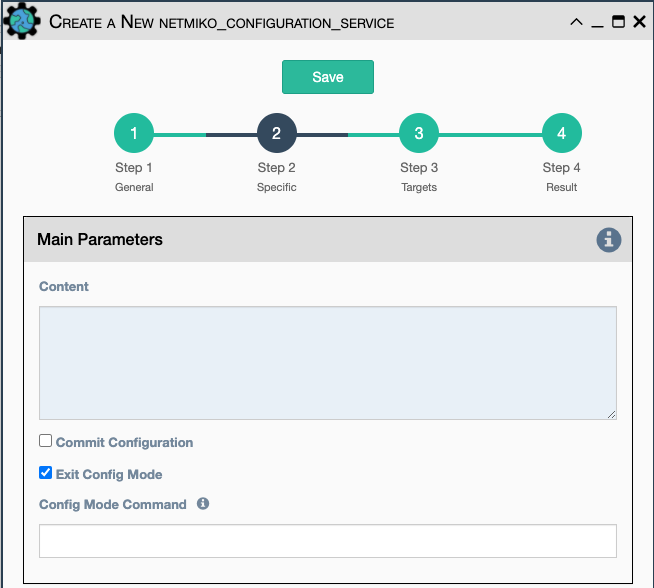 Create a New netmiko_configuration_service
Save
1 2 3 4
Step 1 Step 2 Step 3 Step 4
General Specific Targets Result
Main Parameters
Content
Commit Configuration
Exit Config Mode
Config Mode Command